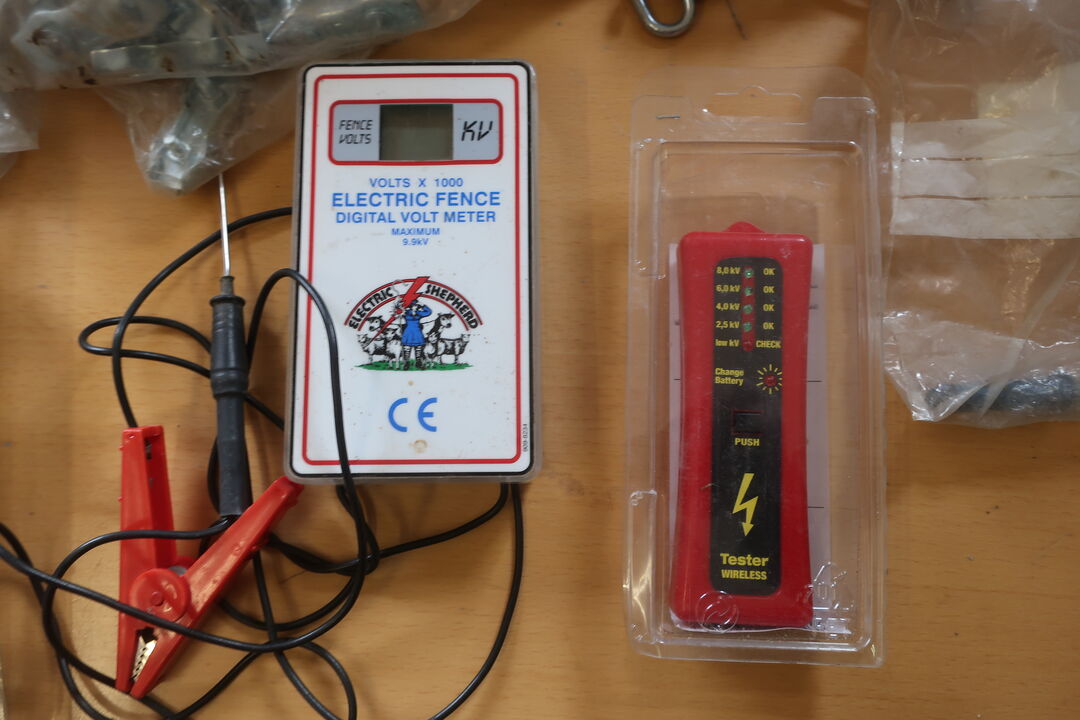 FENCE
VOLTS
KV
VOLTS X 1000
ELECTRIC FENCE
DIGITAL VOLT METER
MAXIMUM
9.9kV
ELECTRIC SHEPHERD
CE
909-0234
8,0 kV OK
6,0 kV OK
4,0 kV OK
2,5 kV OK
low kV CHECK
Change
Battery
PUSH
Tester
WIRELESS